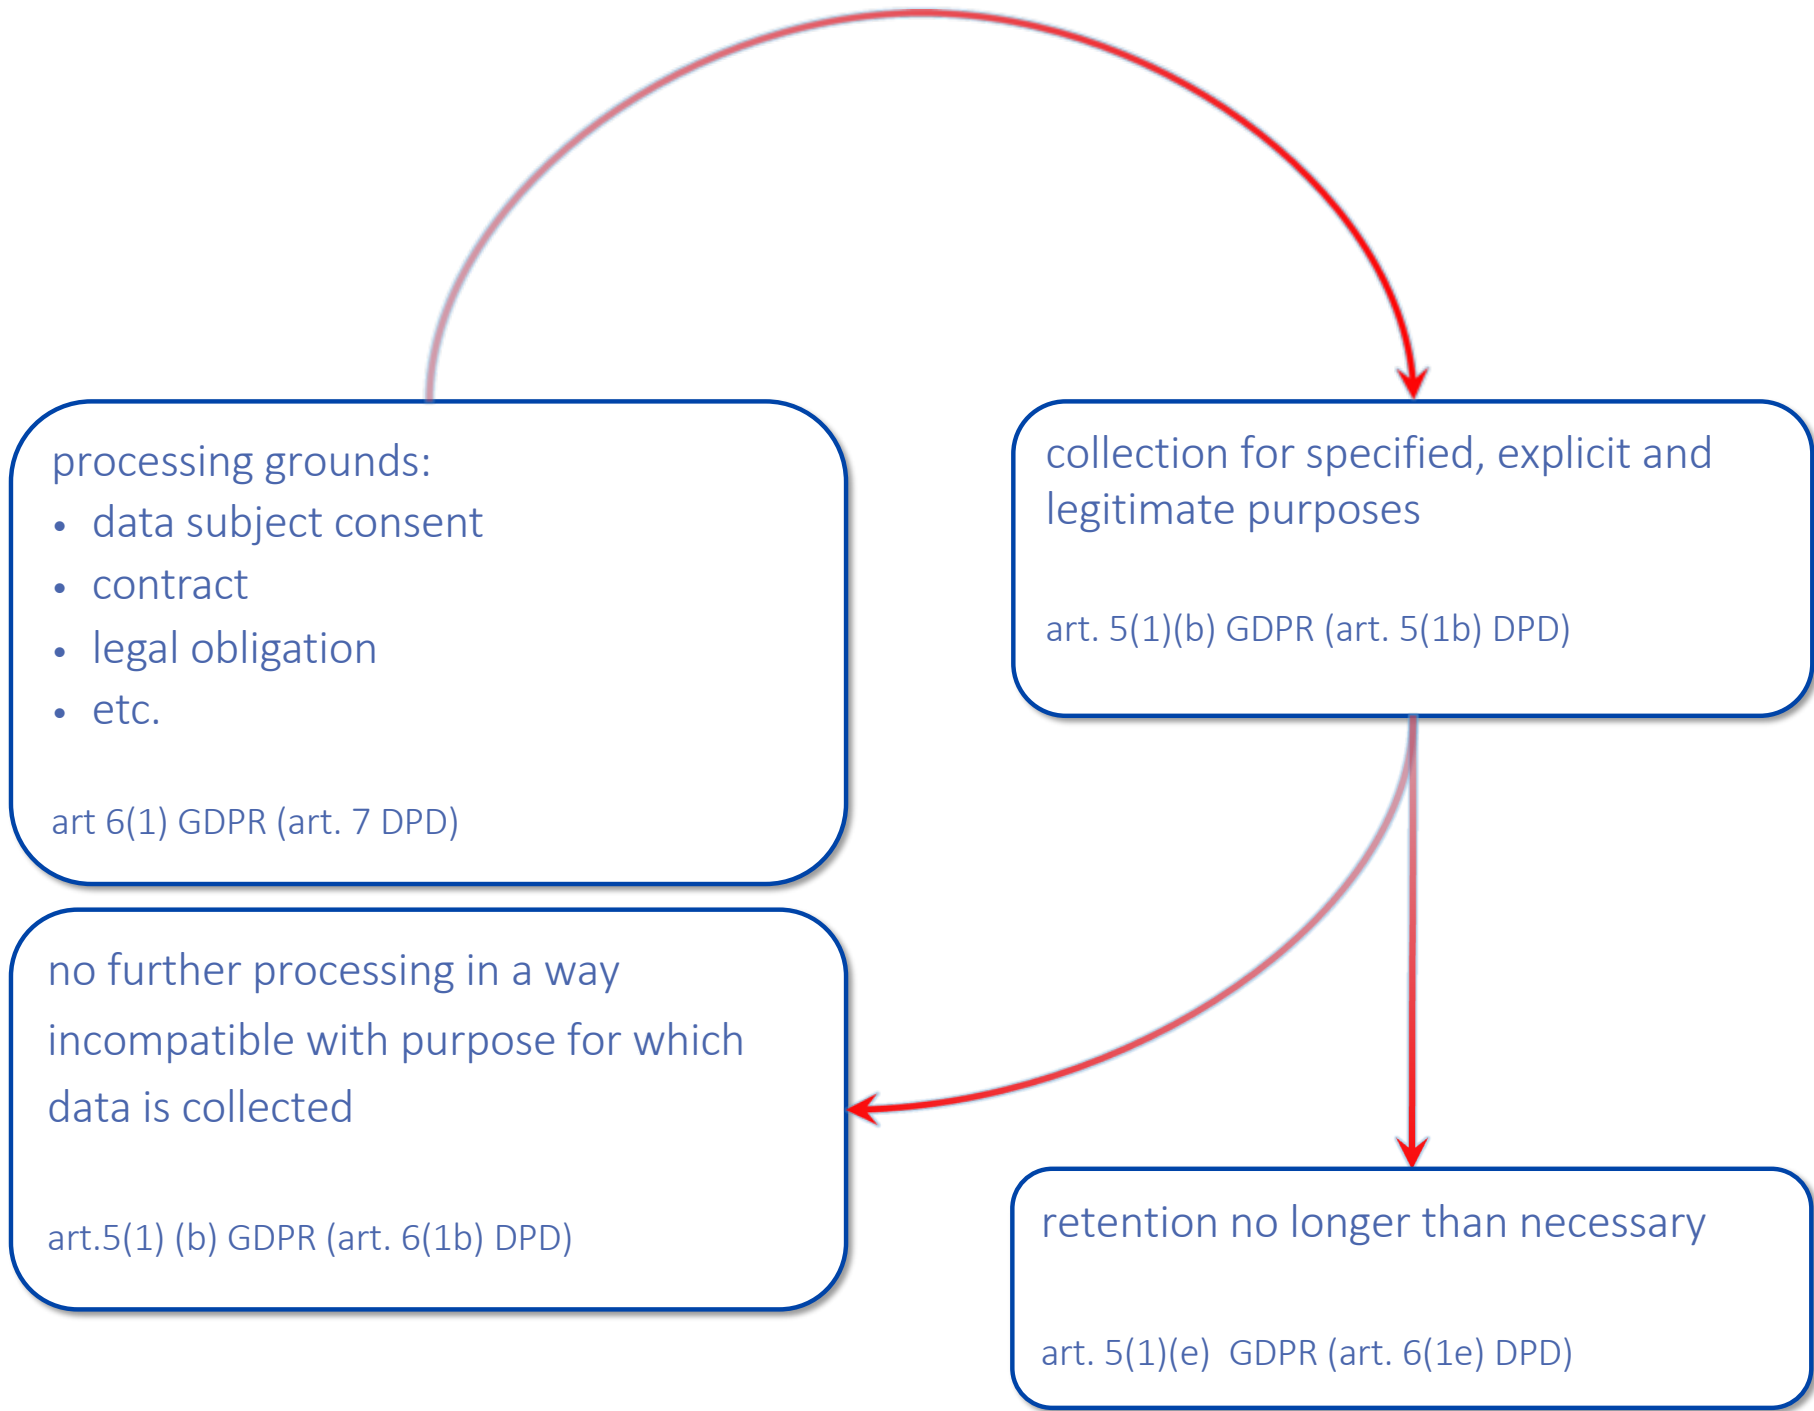 processing grounds:
• data subject consent
• contract
• legal obligation
• etc.
art 6(1) GDPR (art. 7 DPD)
collection for specified, explicit and
legitimate purposes
art. 5(1)(b) GDPR (art. 5(1b) DPD)
no further processing in a way
incompatible with purpose for which
data is collected
art.5(1) (b) GDPR (art. 6(1b) DPD)
retention no longer than necessary
art. 5(1)(e) GDPR (art. 6(1e) DPD)